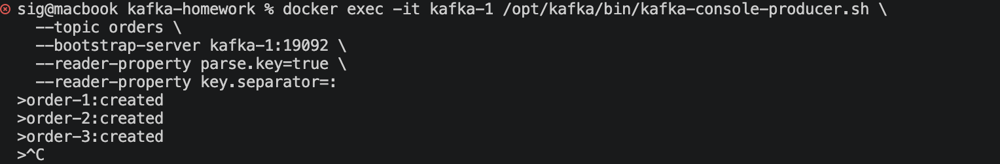 sig@macbook kafka-homework % docker exec -it kafka-1 /opt/kafka/bin/kafka-console-producer.sh \
--topic orders \
--bootstrap-server kafka-1:19092 \
--reader-property parse.key=true \
--reader-property key.separator=:
>order-1:created
>order-2:created
>order-3:created
>^C